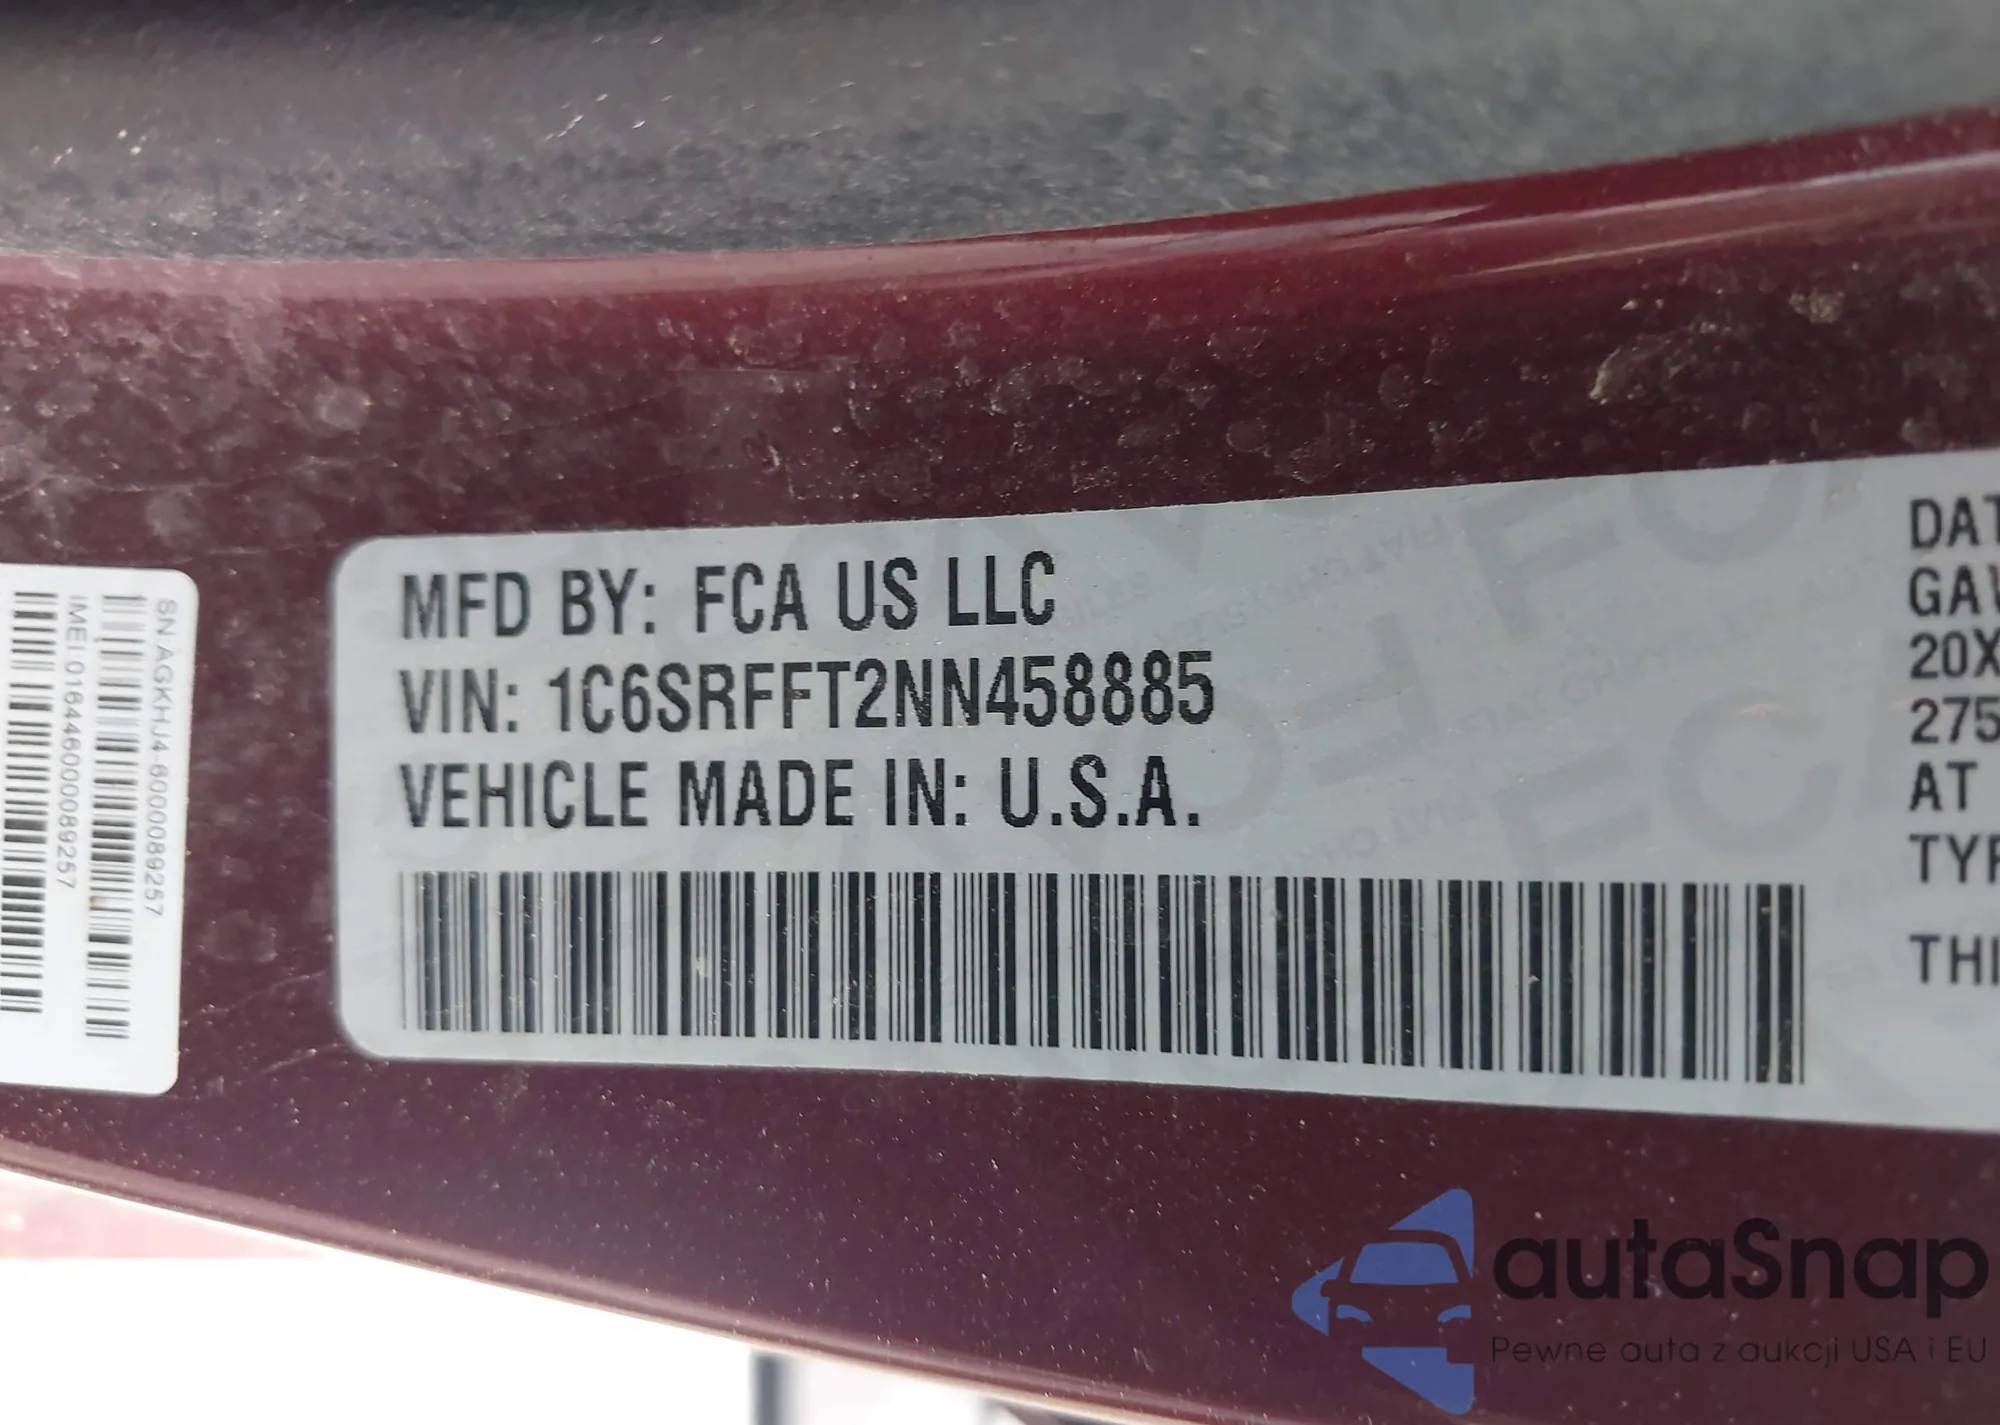 MFD BY: FCA US LLC
VIN: 1C6SRFFT2NN458885
VEHICLE MADE IN: U.S.A.
SN AGKHJ4-600089257
IMEI 016446000089257
DAT
GAV
20X
275
AT
TYP
THI
autaSnap
Pewne auta z aukcji USA i EU